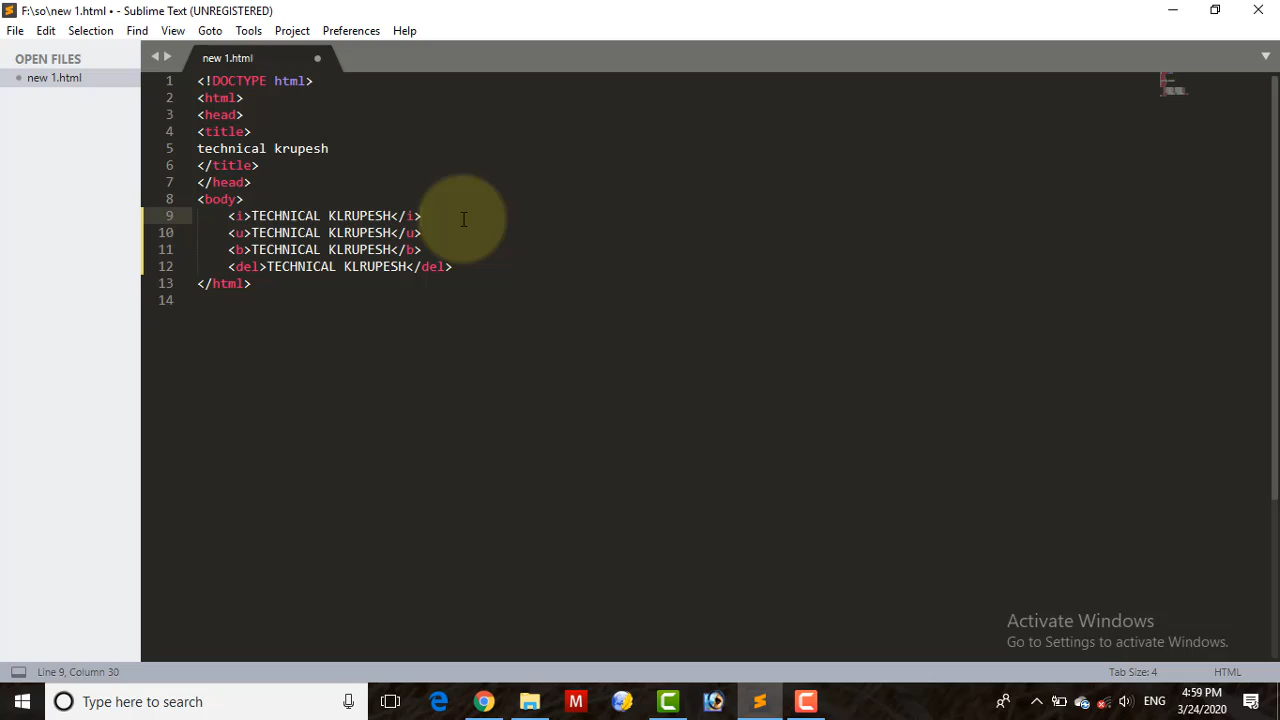 F:\so\new 1.html • - Sublime Text (UNREGISTERED)
File Edit Selection Find View Goto Tools Project Preferences Help
OPEN FILES
new 1.html
new 1.html
1 <!DOCTYPE html>
2 <html>
3 <head>
4 <title>
5 technical krupesh
6 </title>
7 </head>
8 <body>
9 <i>TECHNICAL KLRUPESH</i>
10 <u>TECHNICAL KLRUPESH</u>
11 <b>TECHNICAL KLRUPESH</b>
12 <del>TECHNICAL KLRUPESH</del>
13 </html>
14
Activate Windows
Go to Settings to activate Windows.
Line 9, Column 30 Tab Size: 4 HTML
Type here to search
M
ENG
4:59 PM
3/24/2020